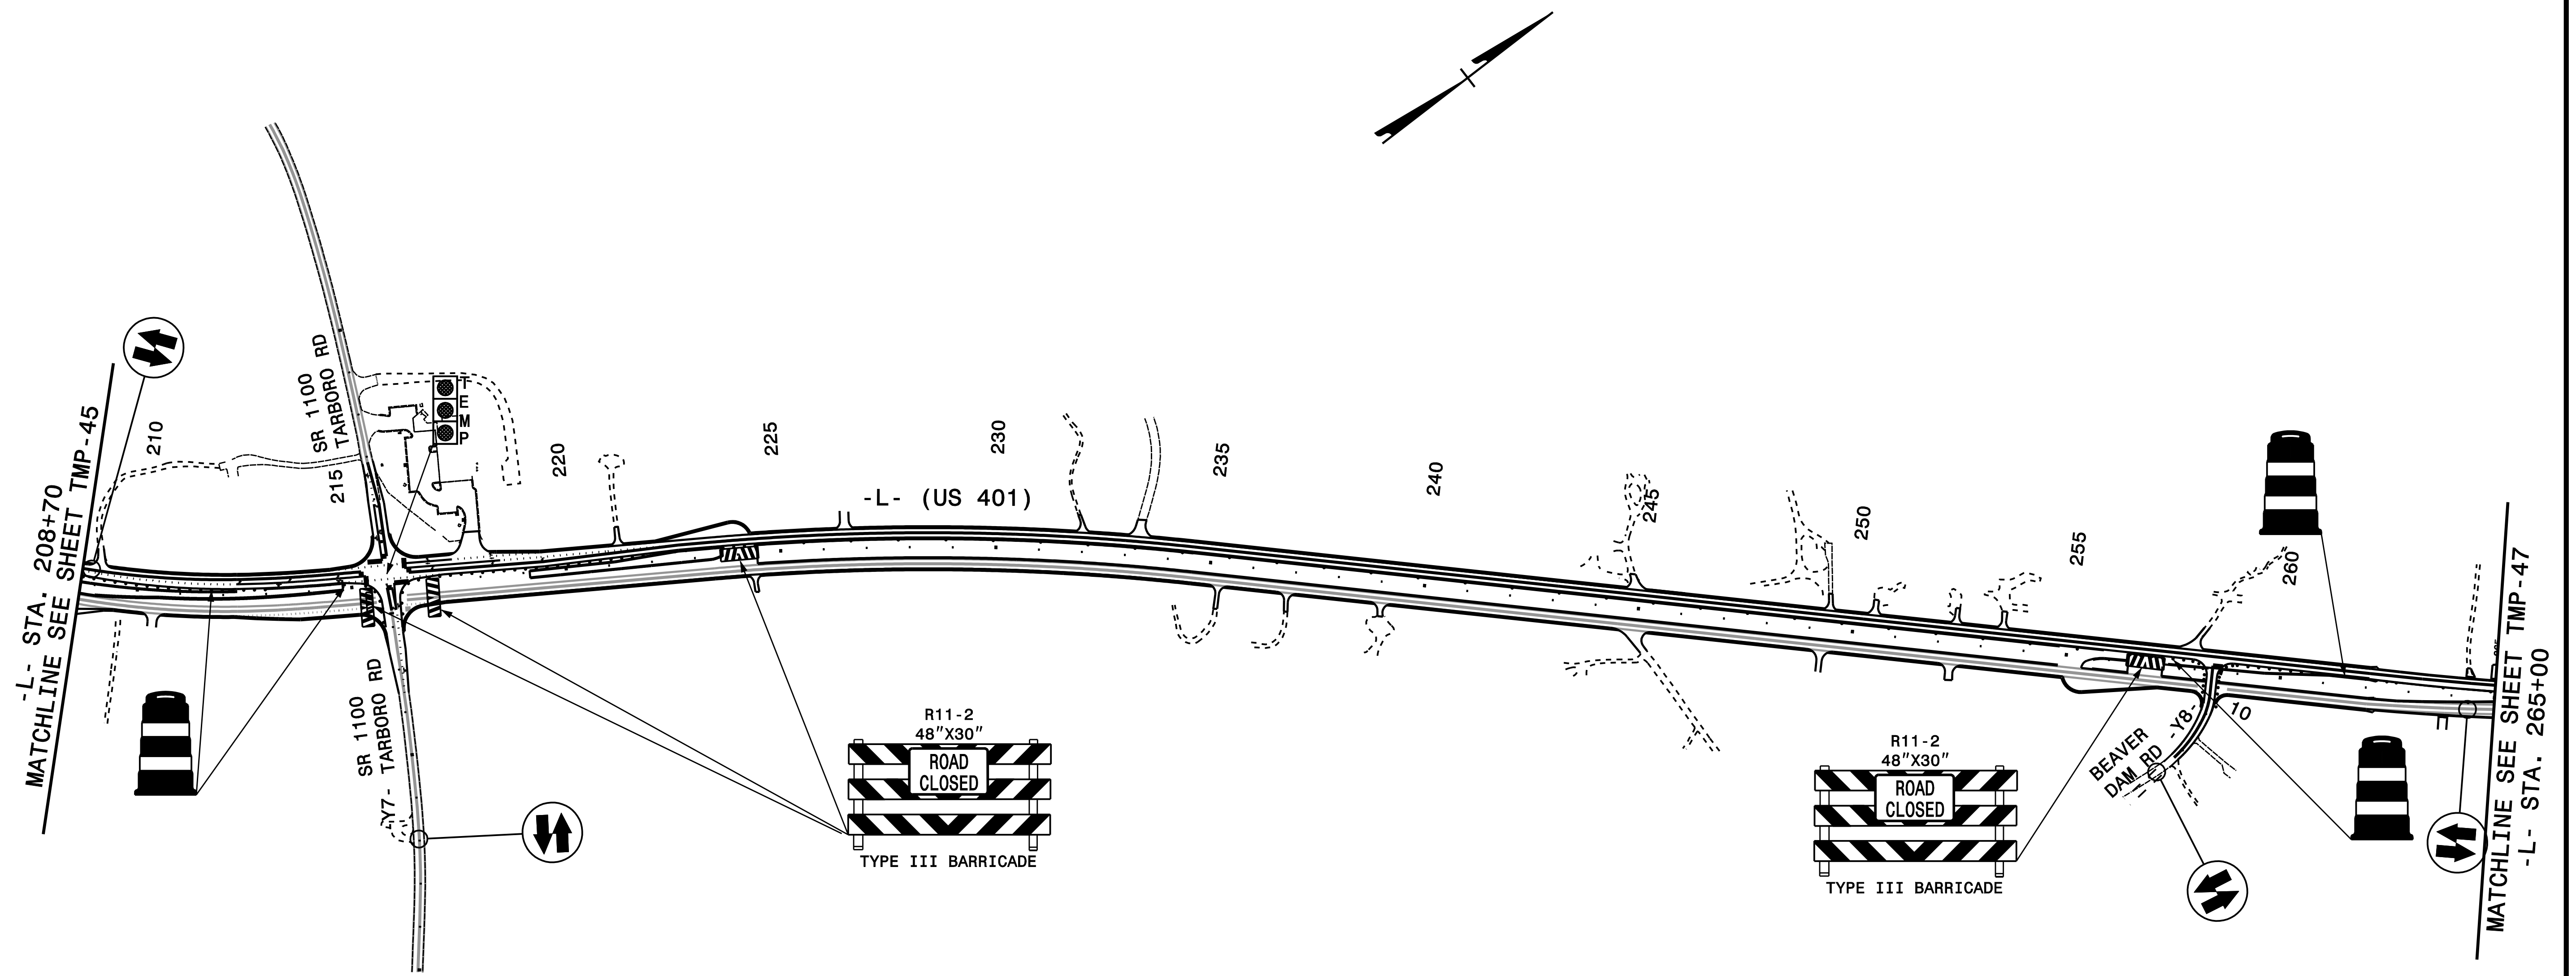 -L- STA. 208+70
MATCHLINE SEE SHEET TMP-45
210
SR 1100
TARBORO RD
215
T
E
M
P
220
225
-L- (US 401)
230
235
240
245
250
255
260
SR 1100
-Y7- TARBORO RD
R11-2
48"X30"
ROAD
CLOSED
TYPE III BARRICADE
R11-2
48"X30"
ROAD
CLOSED
TYPE III BARRICADE
BEAVER
DAM RD -Y8-
10
MATCHLINE SEE SHEET TMP-47
-L- STA. 265+00